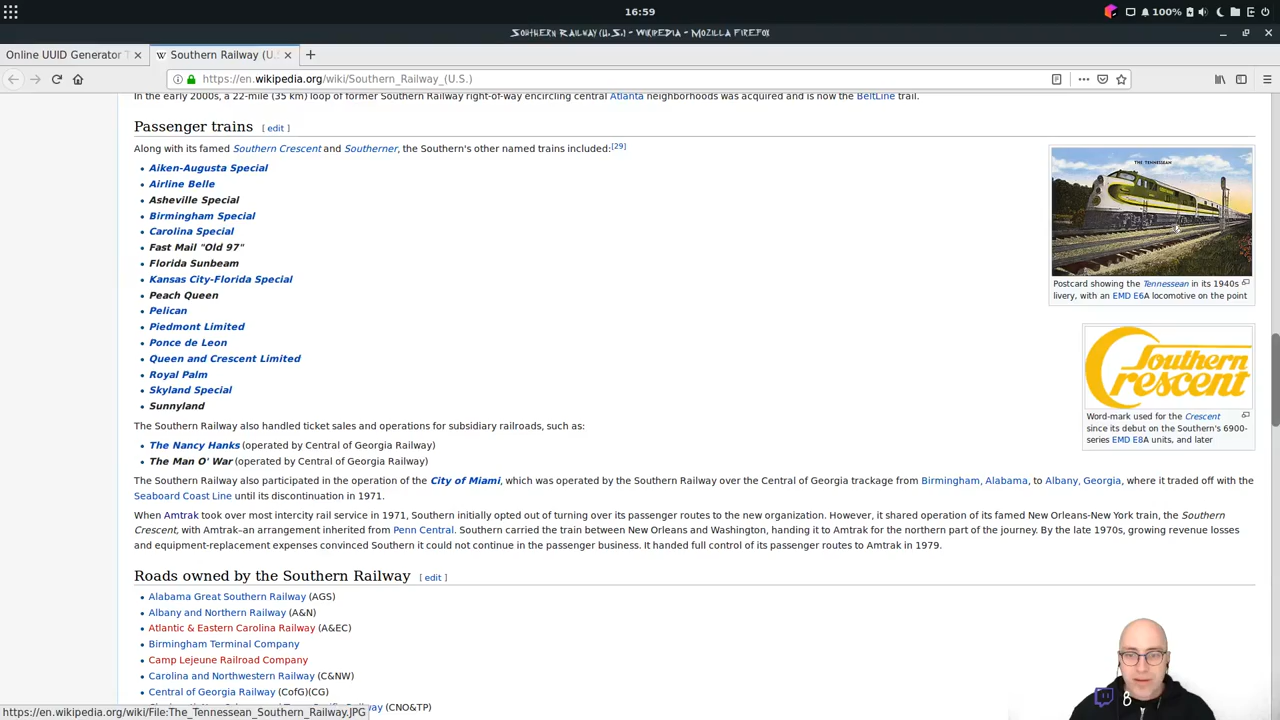 16:59
100%
Southern Railway (U.S.) - Wikipedia - Mozilla Firefox
Online UUID Generator T
Southern Railway (U.S.
https://en.wikipedia.org/wiki/Southern_Railway_(U.S.)
In the early 2000s, a 22-mile (35 km) loop of former Southern Railway right-of-way encircling central Atlanta neighborhoods was acquired and is now the BeltLine trail.
Passenger trains [ edit ]
Along with its famed Southern Crescent and Southerner, the Southern's other named trains included:[29]
• Aiken-Augusta Special
• Airline Belle
• Asheville Special
• Birmingham Special
• Carolina Special
• Fast Mail "Old 97"
• Florida Sunbeam
• Kansas City-Florida Special
• Peach Queen
• Pelican
• Piedmont Limited
• Ponce de Leon
• Queen and Crescent Limited
• Royal Palm
• Skyland Special
• Sunnyland
THE TENNESSEAN
Postcard showing the Tennessean in its 1940s
livery, with an EMD E6A locomotive on the point
Southern
Crescent
Word-mark used for the Crescent
since its debut on the Southern's 6900-
series EMD E8A units, and later
The Southern Railway also handled ticket sales and operations for subsidiary railroads, such as:
• The Nancy Hanks (operated by Central of Georgia Railway)
• The Man O' War (operated by Central of Georgia Railway)
The Southern Railway also participated in the operation of the City of Miami, which was operated by the Southern Railway over the Central of Georgia trackage from Birmingham, Alabama, to Albany, Georgia, where it traded off with the
Seaboard Coast Line until its discontinuation in 1971.
When Amtrak took over most intercity rail service in 1971, Southern initially opted out of turning over its passenger routes to the new organization. However, it shared operation of its famed New Orleans-New York train, the Southern
Crescent, with Amtrak–an arrangement inherited from Penn Central. Southern carried the train between New Orleans and Washington, handing it to Amtrak for the northern part of the journey. By the late 1970s, growing revenue losses
and equipment-replacement expenses convinced Southern it could not continue in the passenger business. It handed full control of its passenger routes to Amtrak in 1979.
Roads owned by the Southern Railway [ edit ]
• Alabama Great Southern Railway (AGS)
• Albany and Northern Railway (A&N)
• Atlantic & Eastern Carolina Railway (A&EC)
• Birmingham Terminal Company
• Camp Lejeune Railroad Company
• Carolina and Northwestern Railway (C&NW)
• Central of Georgia Railway (CofG)(CG)
(CNO&TP)
https://en.wikipedia.org/wiki/File:The_Tennessean_Southern_Railway.JPG
8